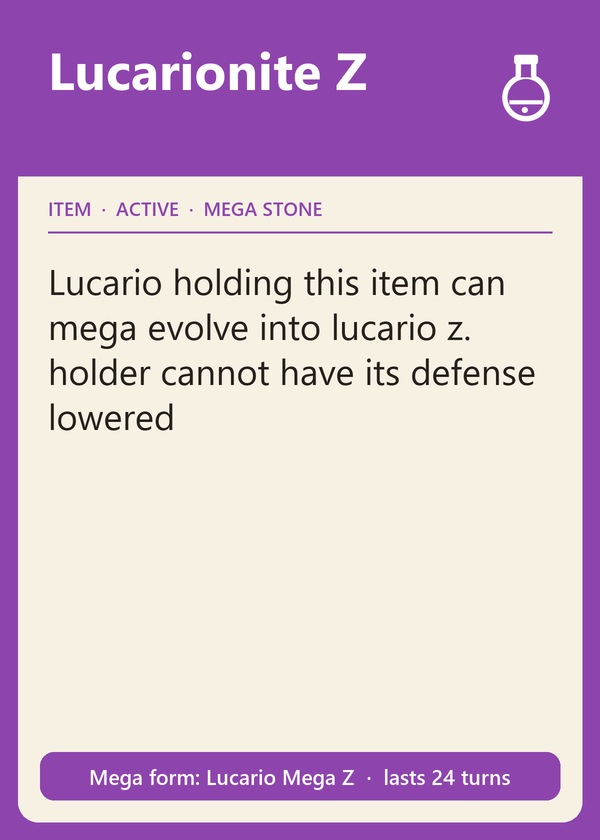 Lucarionite Z
ITEM · ACTIVE · MEGA STONE
Lucario holding this item can
mega evolve into lucario z.
holder cannot have its defense
lowered
Mega form: Lucario Mega Z · lasts 24 turns